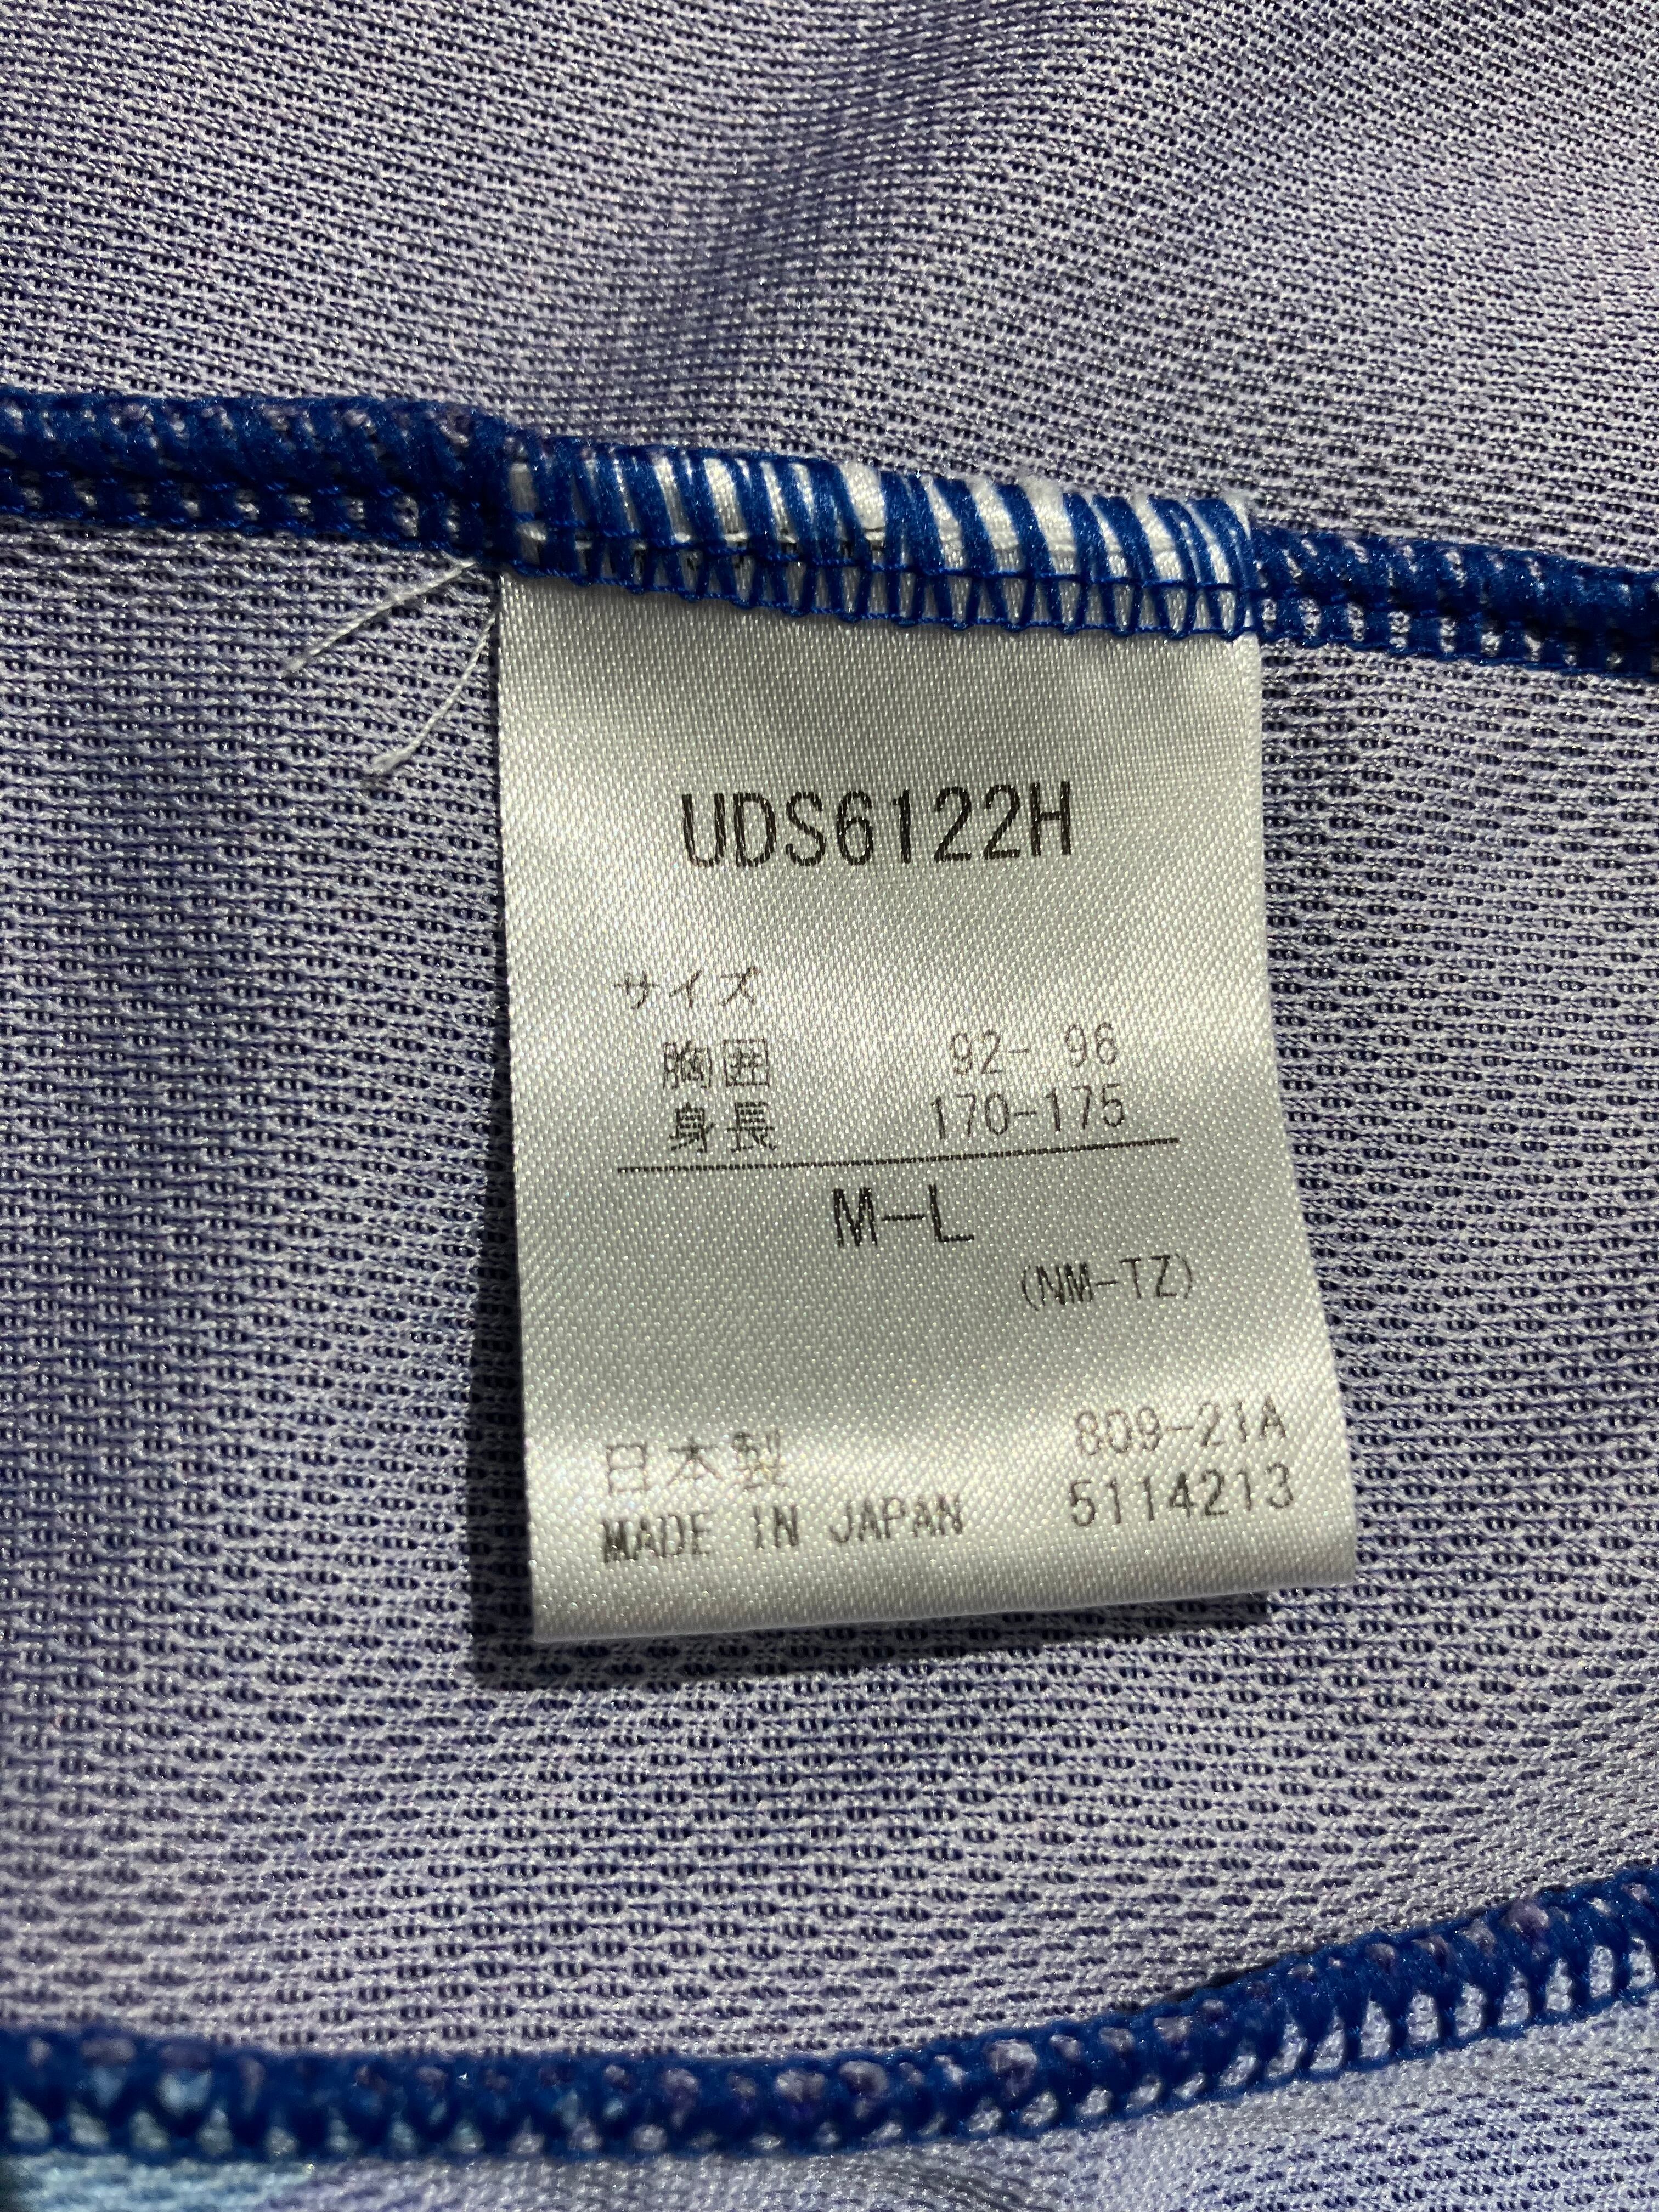 UDS6122H
サイズ
胸囲 92- 96
身長 170-175
M-L
(NM-TZ)
日本製 809-21A
MADE IN JAPAN 5114213